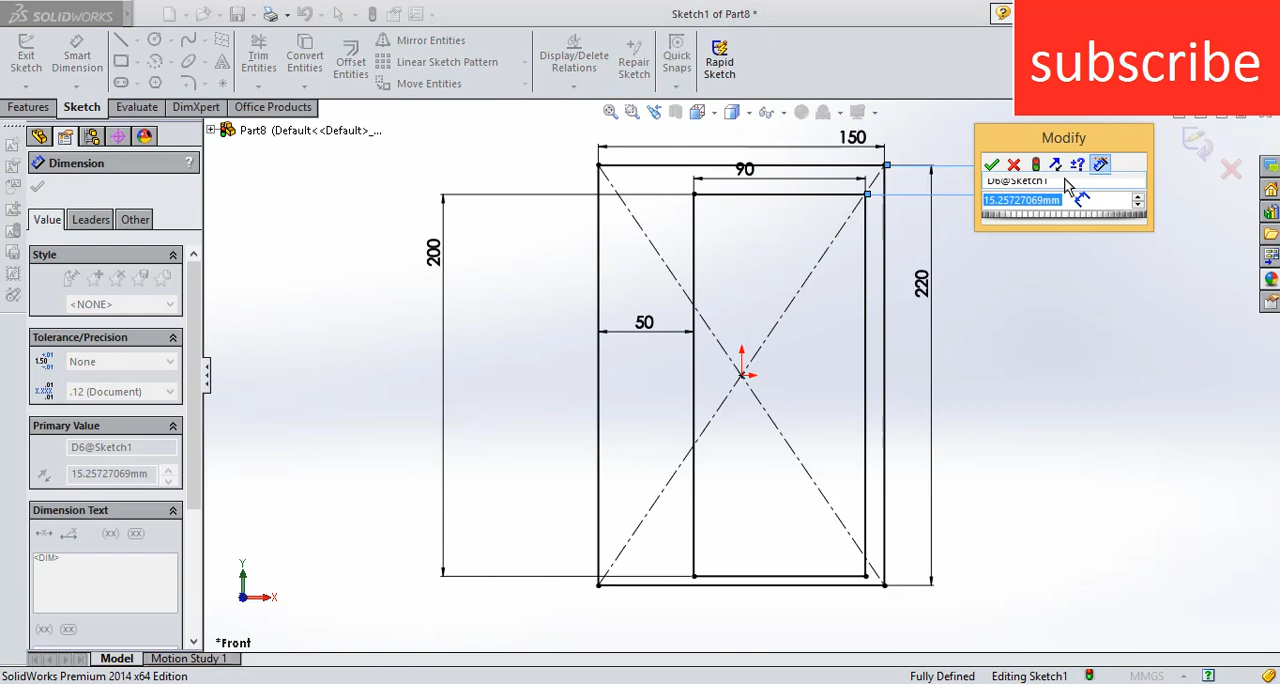 SOLIDWORKS
Sketch1 of Part8 *
subscribe
Exit Sketch
Smart Dimension
Trim Entities
Convert Entities
Offset Entities
Mirror Entities
Linear Sketch Pattern
Move Entities
Display/Delete Relations
Repair Sketch
Quick Snaps
Rapid Sketch
Features
Sketch
Evaluate
DimXpert
Office Products
Part8 (Default<<Default>_...
Dimension
?
Value
Leaders
Other
Style
<NONE>
Tolerance/Precision
None
.12 (Document)
Primary Value
D6@Sketch1
15.25727069mm
Dimension Text
(xx) (xx)
<DIM>
(xx) (xx)
150
90
200
220
50
Modify
D6@Sketch1
15.25727069mm
Y
X
*Front
Model
Motion Study 1
SolidWorks Premium 2014 x64 Edition
Fully Defined
Editing Sketch1
MMGS